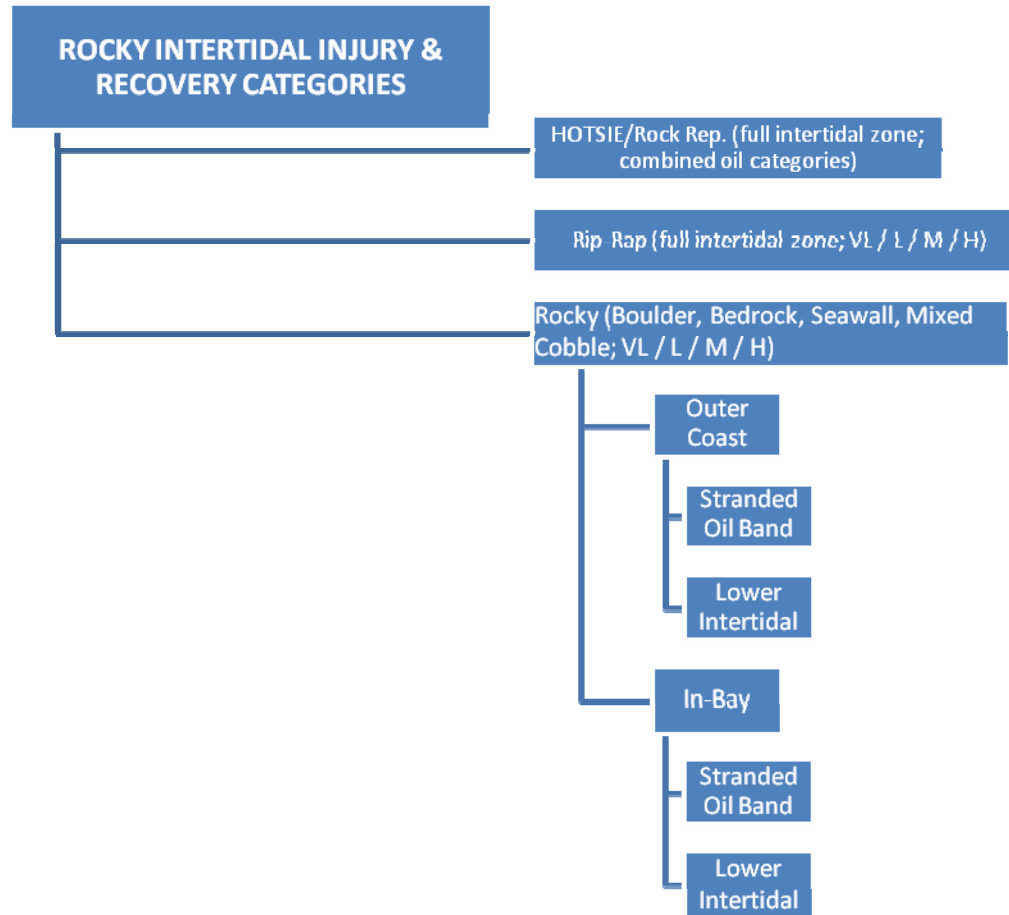 ROCKY INTERTIDAL INJURY &
RECOVERY CATEGORIES
HOTSIE/Rock Rep. (full intertidal zone;
combined oil categories)
Rip-Rap (full intertidal zone; VL / L / M / H)
Rocky (Boulder, Bedrock, Seawall, Mixed
Cobble; VL / L / M / H)
Outer
Coast
Stranded
Oil Band
Lower
Intertidal
In-Bay
Stranded
Oil Band
Lower
Intertidal